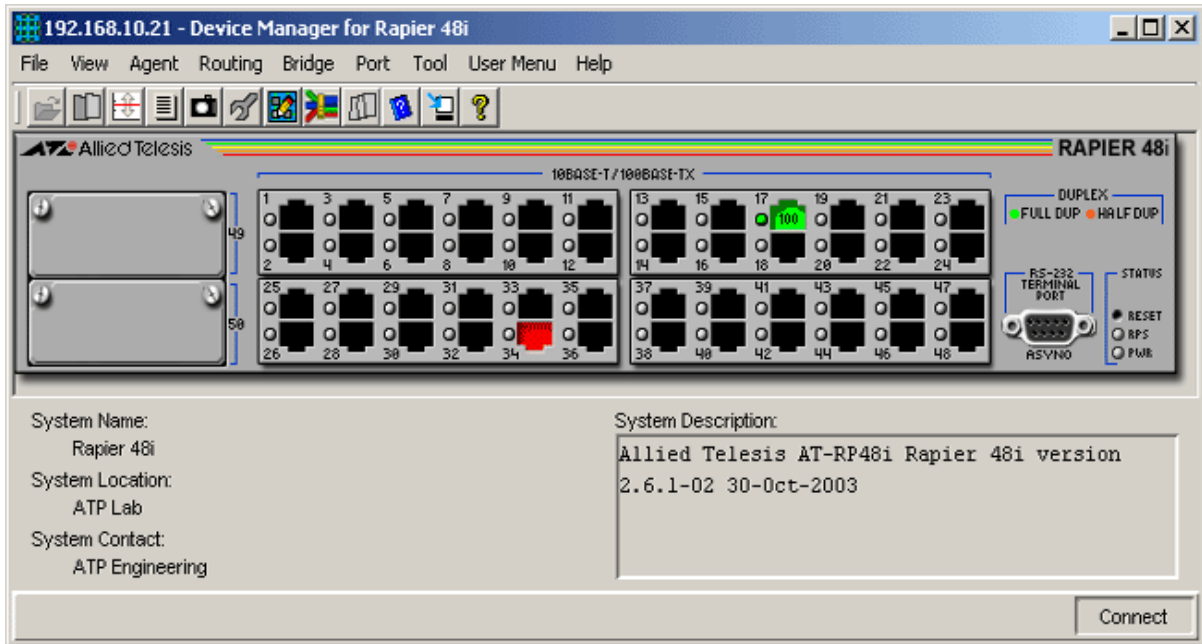 192.168.10.21 - Device Manager for Rapier 48i
File View Agent Routing Bridge Port Tool User Menu Help
Allied Telesis
RAPIER 48i
10BASE-T/100BASE-TX
1 3 5 7 9 11 13 15 17 19 21 23
100
49
2 4 6 8 10 12 14 16 18 20 22 24
DUPLEX
FULL DUP HALF DUP
25 27 29 31 33 35 37 39 41 43 45 47
50
26 28 30 32 34 36 38 40 42 44 46 48
RS-232
TERMINAL
PORT
ASYN0
STATUS
RESET
RPS
PWR
System Name:
Rapier 48i
System Location:
ATP Lab
System Contact:
ATP Engineering
System Description:
Allied Telesis AT-RP48i Rapier 48i version
2.6.1-02 30-Oct-2003
Connect